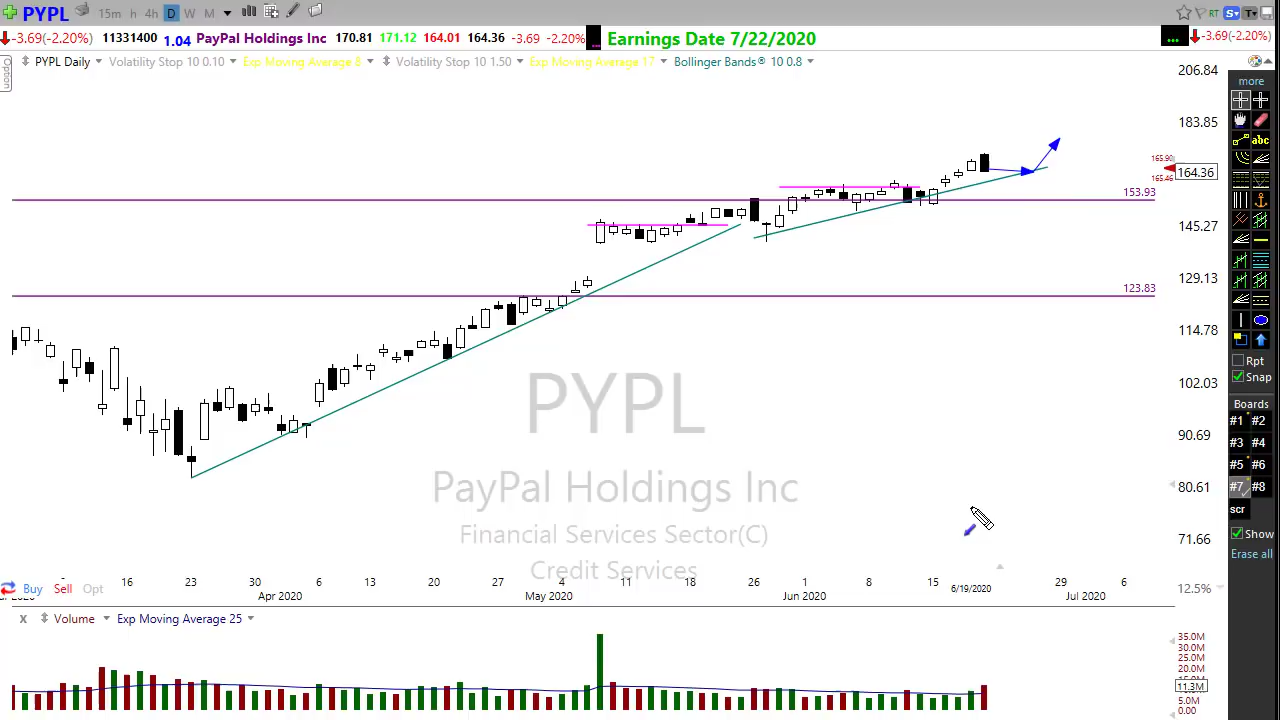 PYPL 15m h 4h D W M RT S T
-3.69(-2.20%) 11331400 1.04 PayPal Holdings Inc 170.81 171.12 164.01 164.36 -3.69 -2.20% ... Earnings Date 7/22/2020 ... -3.69(-2.20%)
Option
PYPL Daily Volatility Stop 10 0.10 Exp Moving Average 8 Volatility Stop 10 1.50 Exp Moving Average 17 Bollinger Bands® 10 0.8
206.84
183.85
165.90
164.36
165.46
153.93
145.27
123.83
129.13
114.78
102.03
90.69
80.61
71.66
PYPL
PayPal Holdings Inc
Financial Services Sector(C)
Credit Services
more
abc
Rpt
Snap
Boards
#1 #2
#3 #4
#5 #6
#7 #8
scr
Show
Erase all
16 23 30 6 13 20 27 4 11 18 26 1 8 15 6/19/2020 29 6
Buy Sell Opt 12.5%
Apr 2020 May 2020 Jun 2020 Jul 2020
X Volume Exp Moving Average 25
35.0M
30.0M
25.0M
20.0M
11.3M
0.00